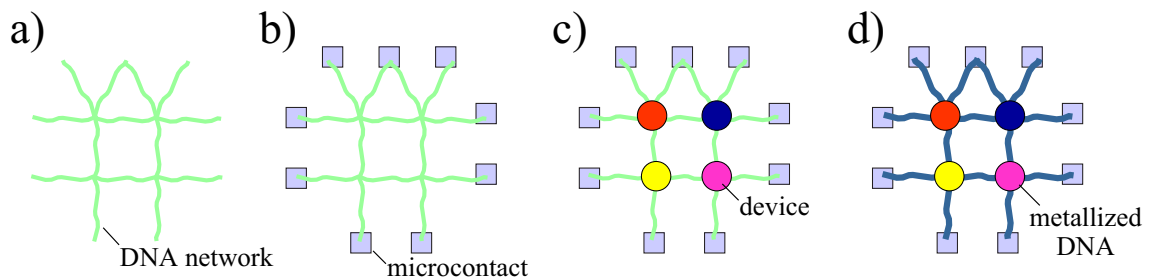 a)
b)
c)
d)
DNA network
microcontact
device
metallized
DNA